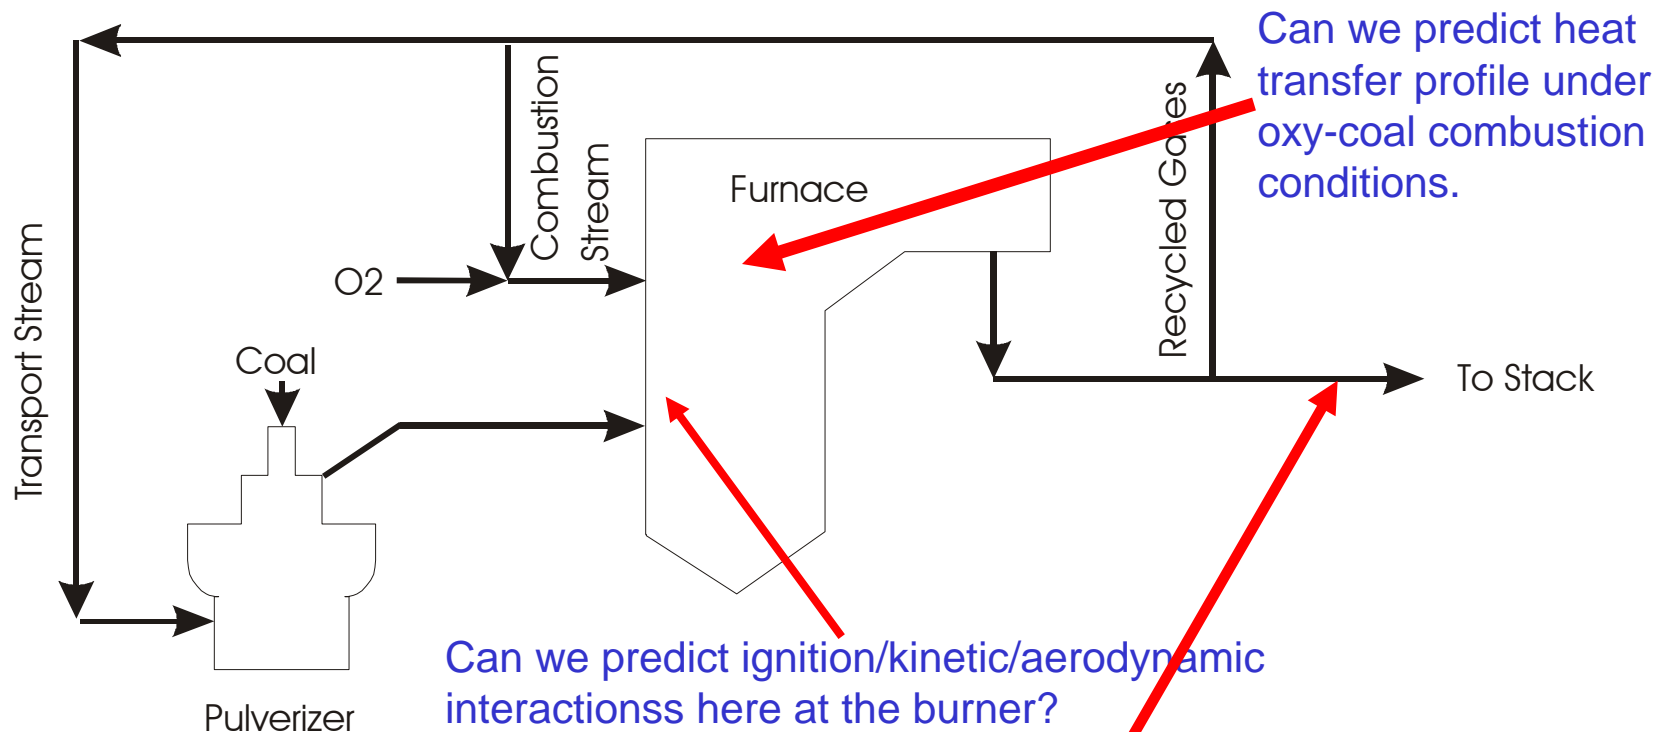 Can we predict heat
transfer profile under
oxy-coal combustion
conditions.
Combustion
Stream
Recycled Gases
Furnace
Transport Stream
O2
Coal
To Stack
Can we predict ignition/kinetic/aerodynamic
interactionss here at the burner?
Pulverizer